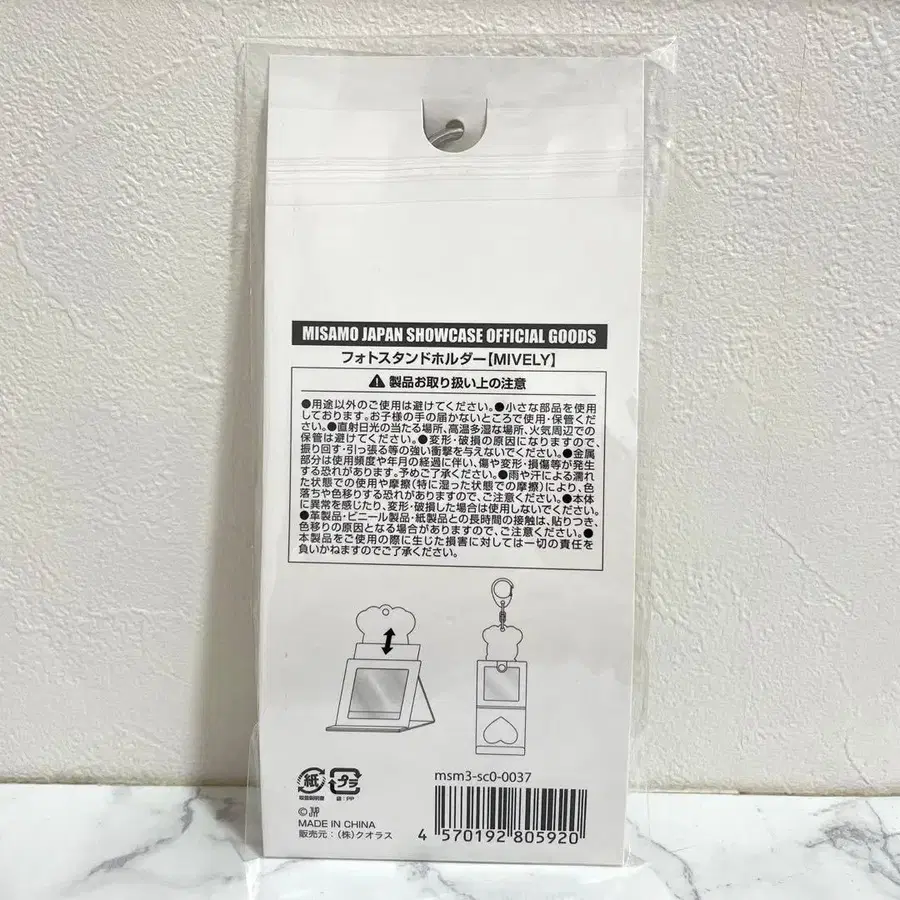 MISAMO JAPAN SHOWCASE OFFICIAL GOODS
フォトスタンドホルダー【MIVELY】
製品お取り扱い上の注意
●用途以外のご使用は避けてください。●小さな部品を使用
しております。お子様の手の届かないところで使用・保管くだ
さい。●直射日光の当たる場所、高温多湿な場所、火気周辺での
保管は避けてください。●変形・破損の原因になりますので、
振り回す・引っ張る等の強い衝撃を与えないでください。●金属
部分は使用頻度や年月の経過に伴い、傷や変形・損傷等が発生
する恐れがあります。予めご了承ください。●雨や汗による濡れ
た状態での使用や摩擦(特に湿った状態での摩擦)により、色
落ちや色移りする恐れがありますので、ご注意ください。●本体
に異常を感じたり、変形・破損した場合は使用しないでください。
●革製品・ビニール製品・紙製品との長時間の接触は、貼りつき、
色移りの原因となる場合がありますので、ご注意ください。●
本製品をご使用の際に生じた損害に対しては一切の責任を
負いかねますのでご了承ください。
msm3-sc0-0037
紙 プラ
取扱説明書 袋:PP
© JYP
MADE IN CHINA
販売元:(株)クオラス
4 570192 805920